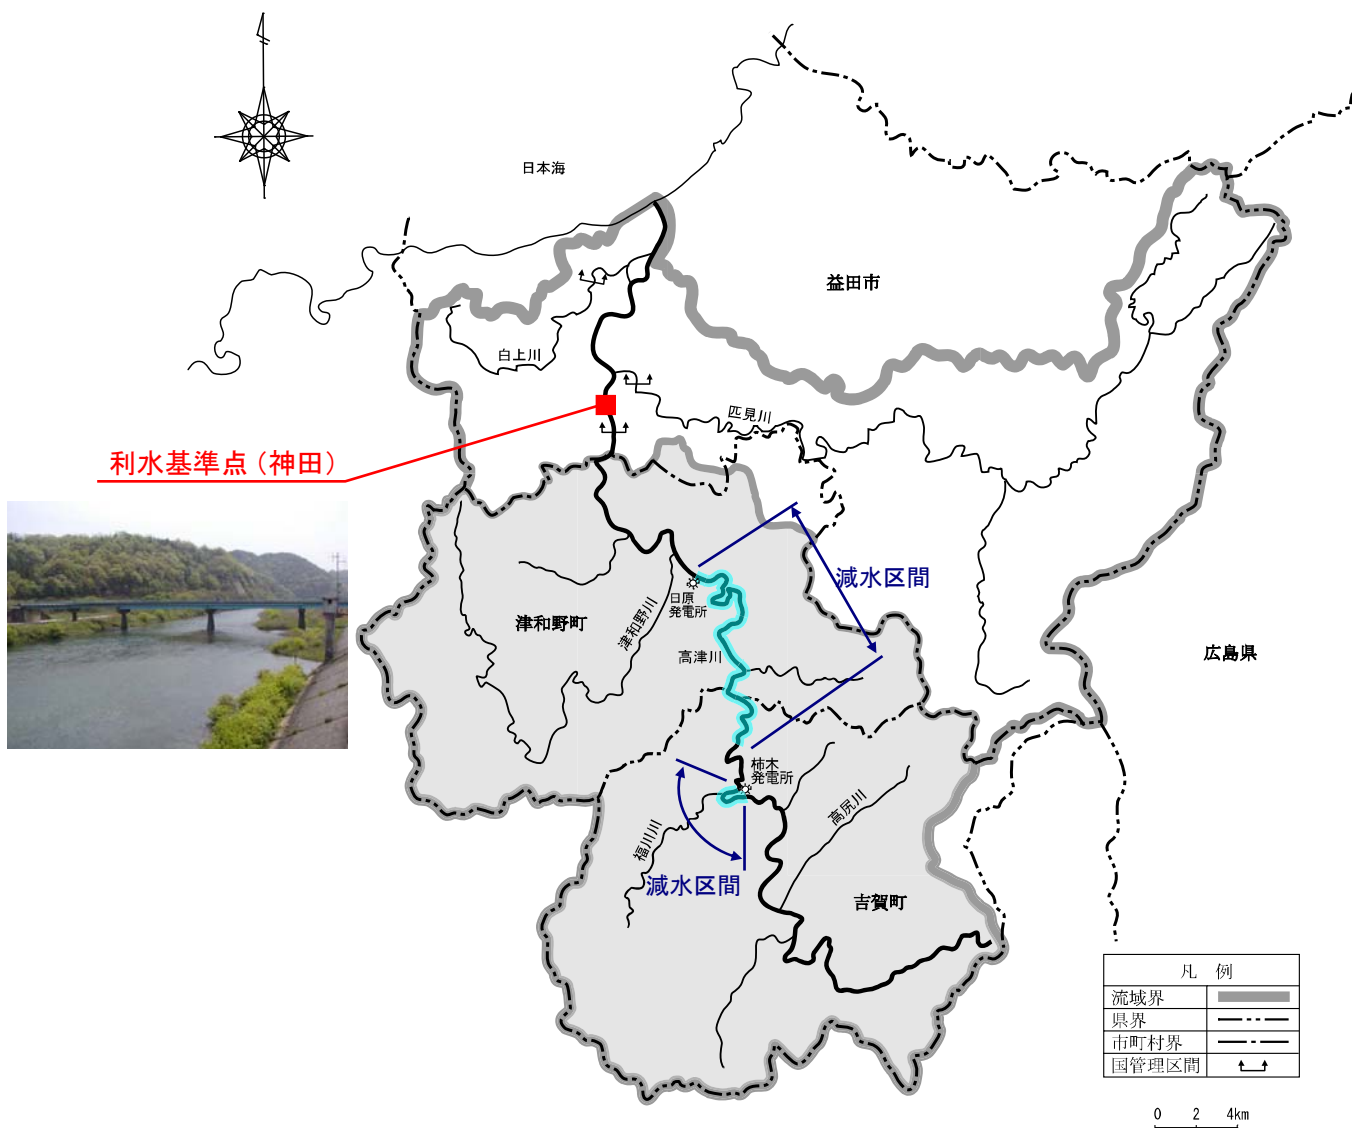 日本海
益田市
白上川
匹見川
利水基準点（神田）
減水区間
日原
発電所
津和野町
津和野川
高津川
広島県
柿木
発電所
高尻川
福川川
減水区間
吉賀町
凡 例
流域界
県界
市町村界
国管理区間
0 2 4km